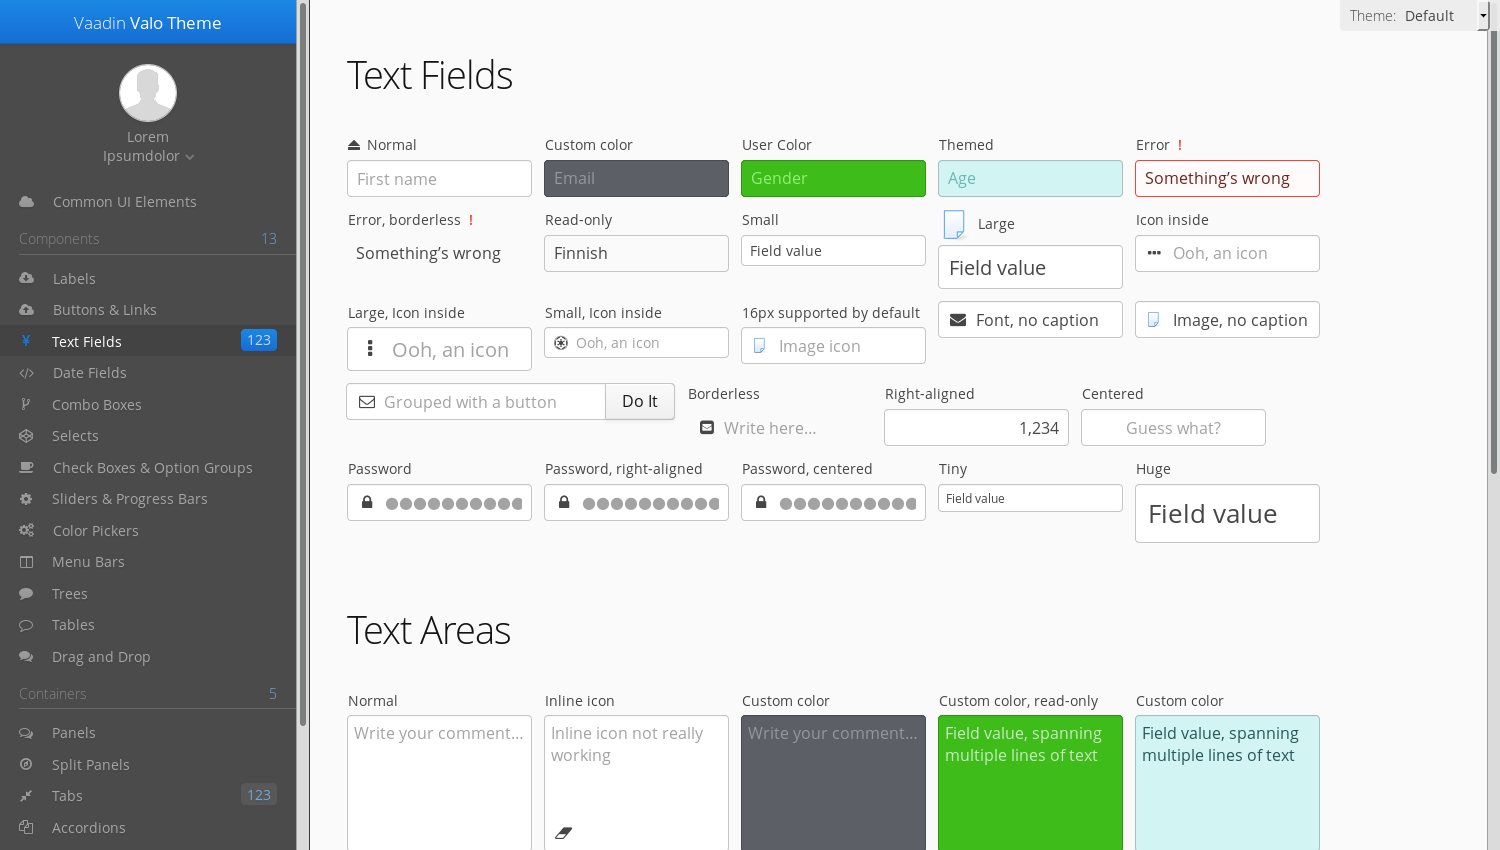 Vaadin Valo Theme
Lorem
Ipsumdolor
Common UI Elements
Components 13
Labels
Buttons & Links
Text Fields 123
Date Fields
Combo Boxes
Selects
Check Boxes & Option Groups
Sliders & Progress Bars
Color Pickers
Menu Bars
Trees
Tables
Drag and Drop
Containers 5
Panels
Split Panels
Tabs 123
Accordions
Theme: Default
Text Fields
Normal Custom color User Color Themed Error !
First name Email Gender Age Something’s wrong
Error, borderless ! Read-only Small Large Icon inside
Something’s wrong Finnish Field value Field value Ooh, an icon
Large, Icon inside Small, Icon inside 16px supported by default Font, no caption Image, no caption
Ooh, an icon Ooh, an icon Image icon
Grouped with a button Do It Borderless Right-aligned Centered
Write here… 1,234 Guess what?
Password Password, right-aligned Password, centered Tiny Huge
Field value Field value
Text Areas
Normal Inline icon Custom color Custom color, read-only Custom color
Write your comment… Inline icon not really Write your comment… Field value, spanning Field value, spanning
working multiple lines of text multiple lines of text